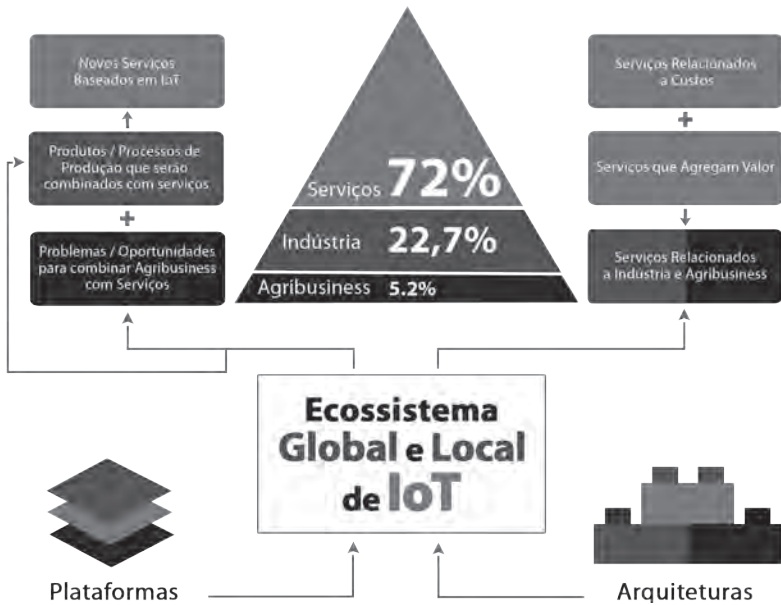 Novos Serviços
Baseados em IoT
Produtos / Processos de
Produção que serão
combinados com serviços
+
Problemas / Oportunidades
para combinar Agribusiness
com Serviços
Serviços 72%
Indústria 22,7%
Agribusiness 5.2%
Serviços Relacionados
a Custos
+
Serviços que Agregam Valor
Serviços Relacionados
a Indústria e Agribusiness
Ecossistema
Global e Local
de IoT
Plataformas
Arquiteturas